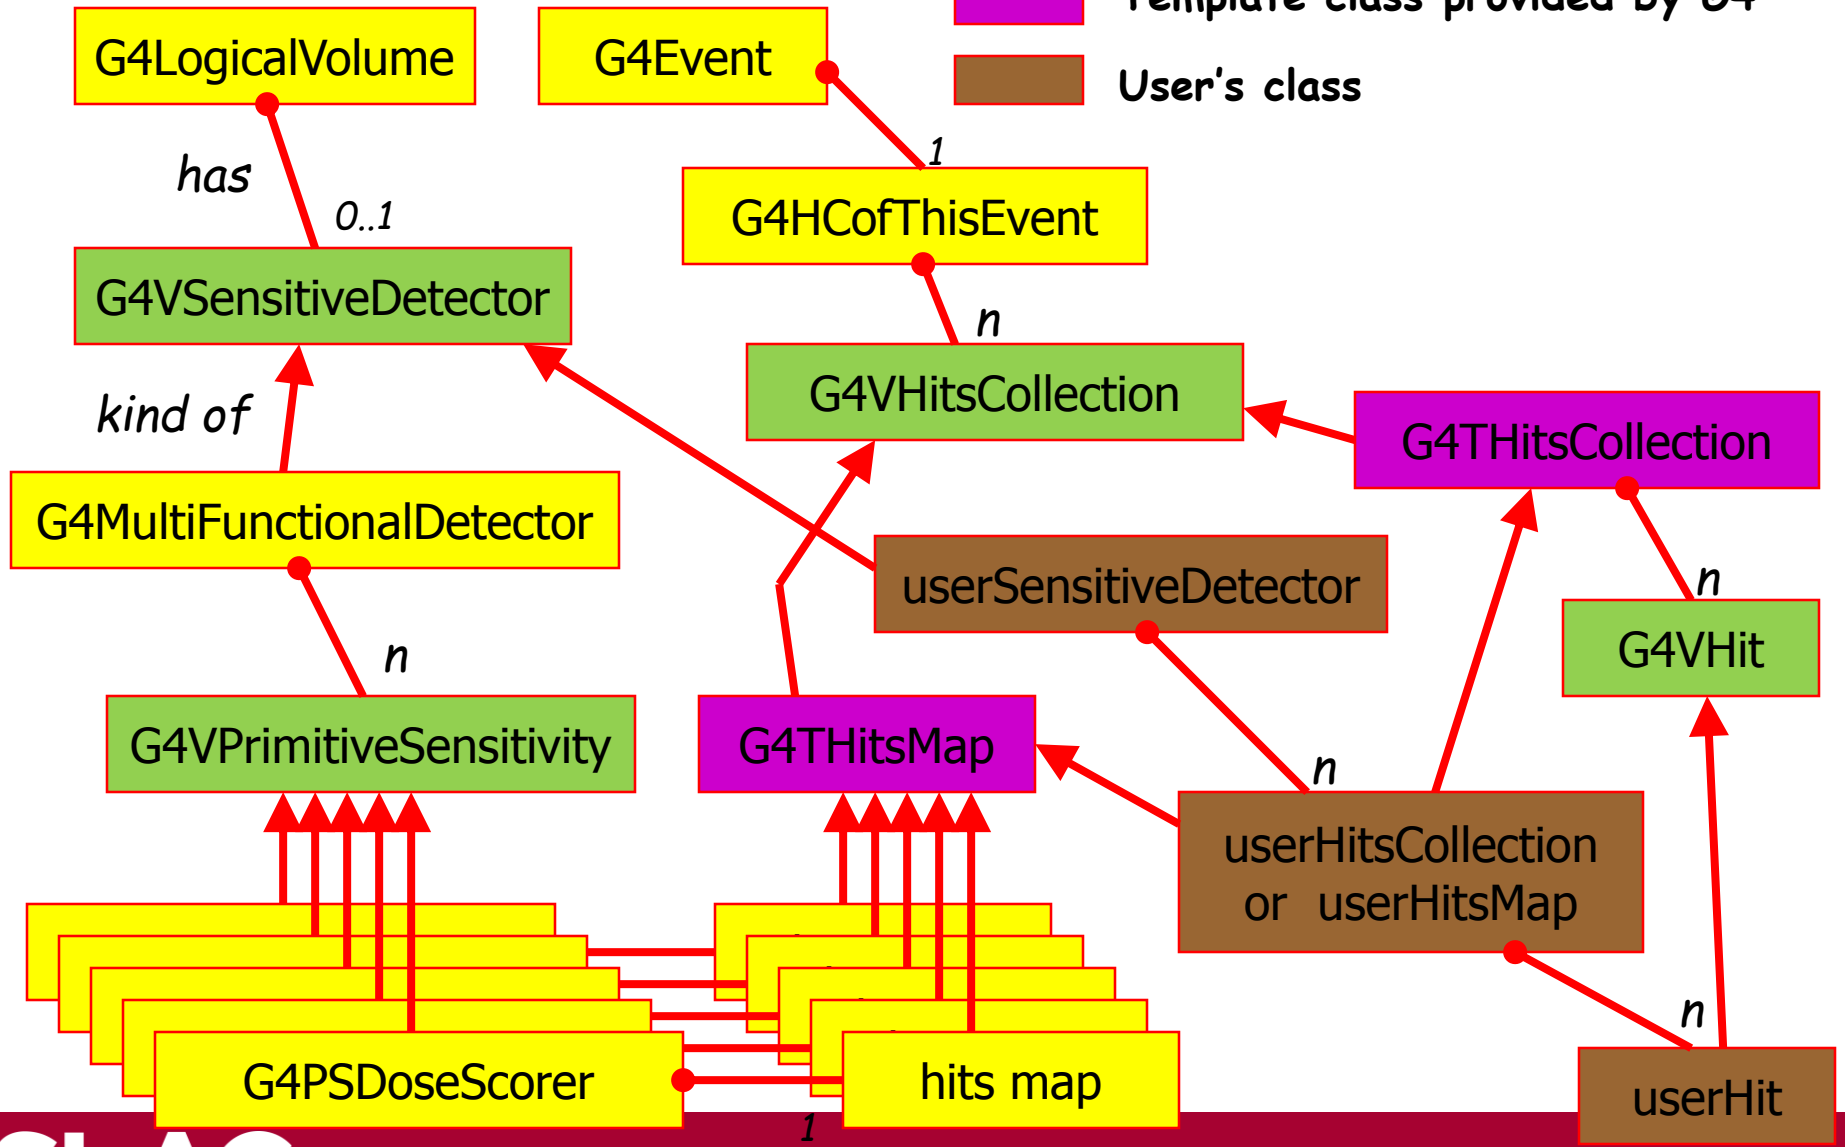 Template class provided by G4
G4LogicalVolume
G4Event
User's class
1
has
0..1
G4HCofThisEvent
G4VSensitiveDetector
n
G4VHitsCollection
kind of
G4THitsCollection
G4MultiFunctionalDetector
userSensitiveDetector
n
G4VHit
n
G4VPrimitiveSensitivity
G4THitsMap
n
userHitsCollection
or userHitsMap
n
G4PSDoseScorer
hits map
userHit
1